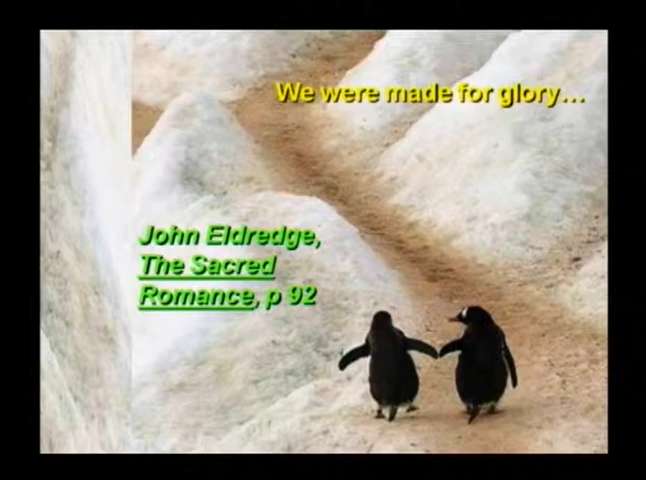 We were made for glory...
John Eldredge,
The Sacred
Romance, p 92